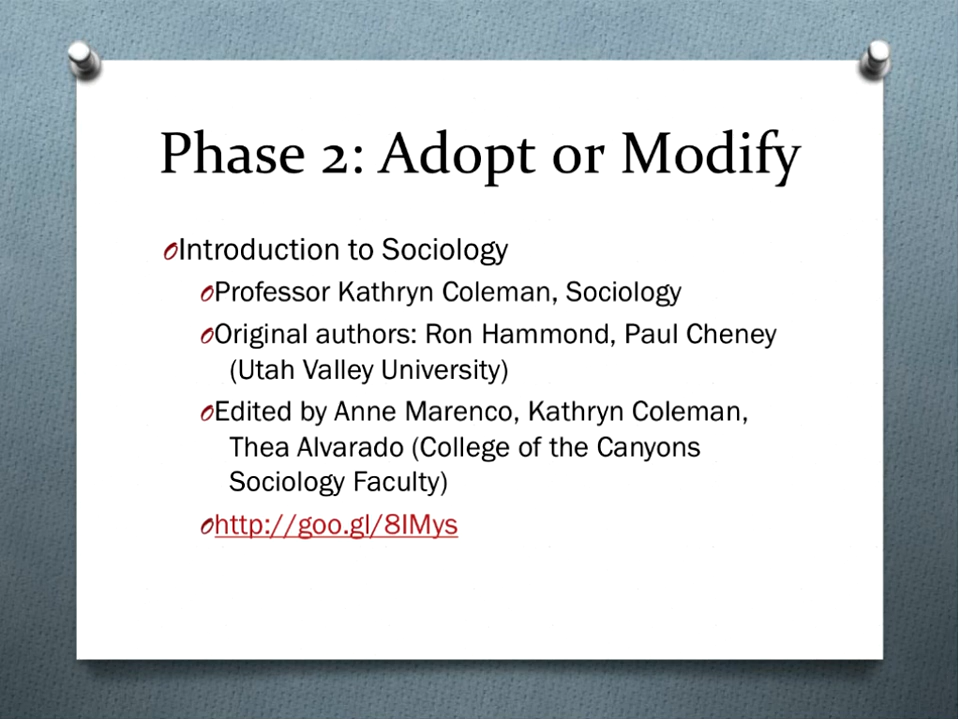 Phase 2: Adopt or Modify
Introduction to Sociology
Professor Kathryn Coleman, Sociology
Original authors: Ron Hammond, Paul Cheney
(Utah Valley University)
Edited by Anne Marenco, Kathryn Coleman,
Thea Alvarado (College of the Canyons
Sociology Faculty)
http://goo.gl/8IMys